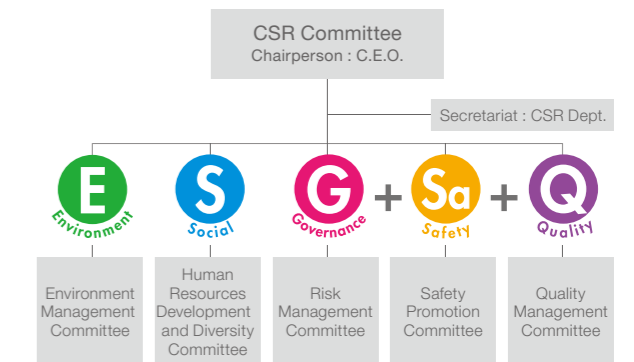 CSR Committee
Chairperson : C.E.O.
Secretariat : CSR Dept.
E
Environment
S
Social
G
Governance
+
Sa
Safety
+
Q
Quality
Environment
Management
Committee
Human
Resources
Development
and Diversity
Committee
Risk
Management
Committee
Safety
Promotion
Committee
Quality
Management
Committee